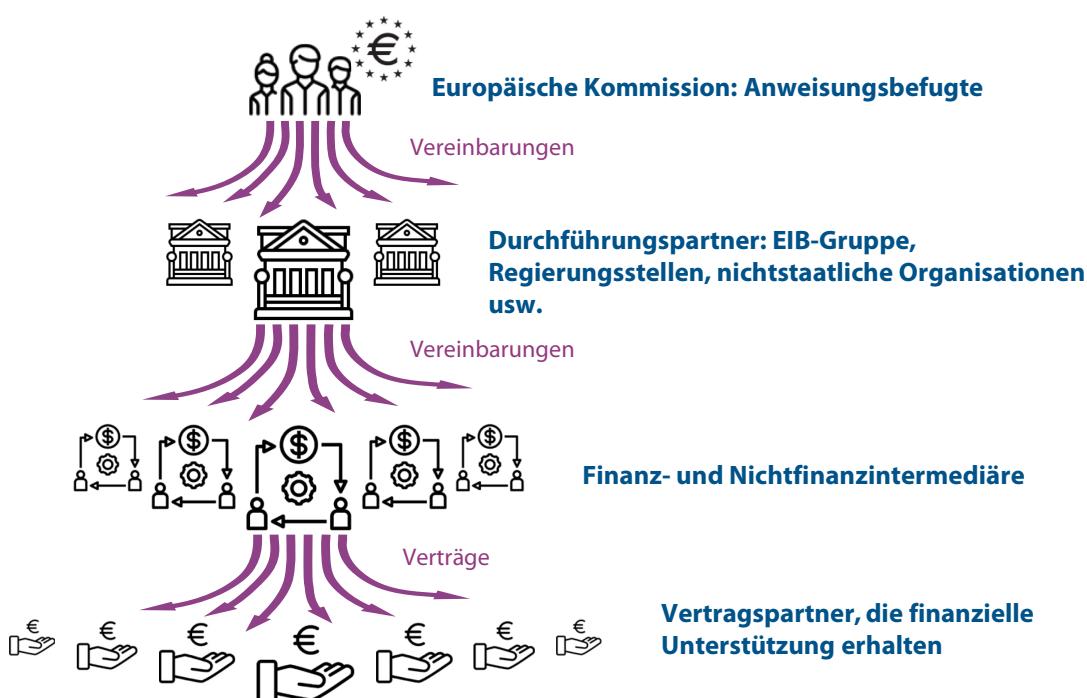 €
Europäische Kommission: Anweisungsbefugte
Vereinbarungen
Durchführungspartner: EIB-Gruppe,
Regierungsstellen, nichtstaatliche Organisationen
usw.
Vereinbarungen
$ $ $ $ $
Finanz- und Nichtfinanzintermediäre
Verträge
Vertragspartner, die finanzielle
Unterstützung erhalten
€ € € € € € €